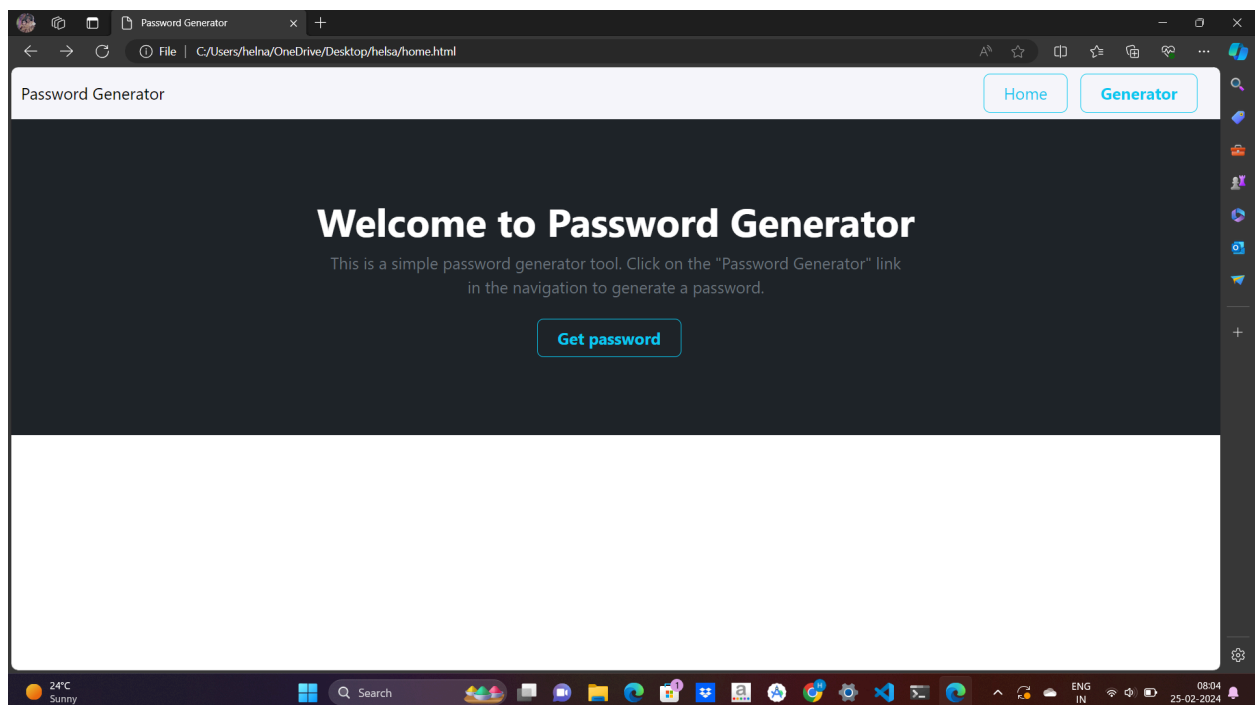 Password Generator
File | C:/Users/helna/OneDrive/Desktop/helsa/home.html
Password Generator
Home
Generator
Welcome to Password Generator
This is a simple password generator tool. Click on the "Password Generator" link
in the navigation to generate a password.
Get password
24°C
Sunny
Search
a
ENG
IN
08:04
25-02-2024